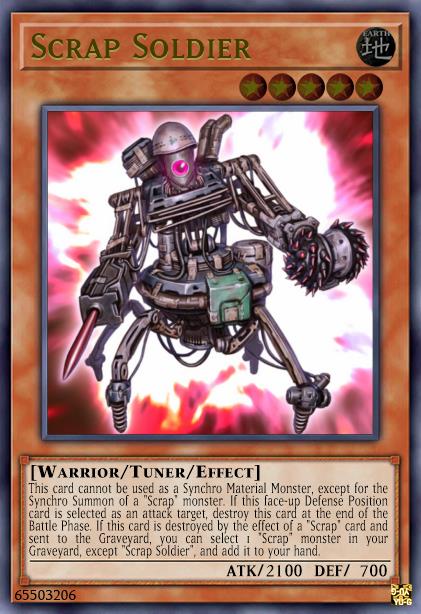 Scrap Soldier
EARTH
地
[Warrior/Tuner/Effect]
This card cannot be used as a Synchro Material Monster, except for the
Synchro Summon of a "Scrap" monster. If this face-up Defense Position
card is selected as an attack target, destroy this card at the end of the
Battle Phase. If this card is destroyed by the effect of a "Scrap" card and
sent to the Graveyard, you can select 1 "Scrap" monster in your
Graveyard, except "Scrap Soldier", and add it to your hand.
ATK/2100 DEF/ 700
65503206